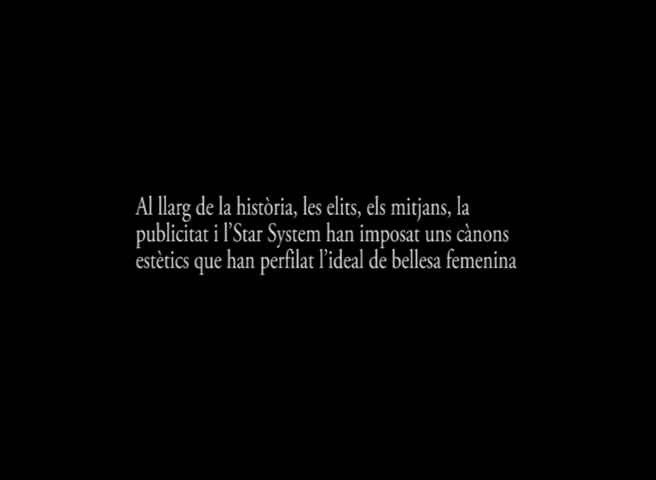 Al llarg de la història, les elits, els mitjans, la
publicitat i l’Star System han imposat uns cànons
estètics que han perfilat l’ideal de bellesa femenina